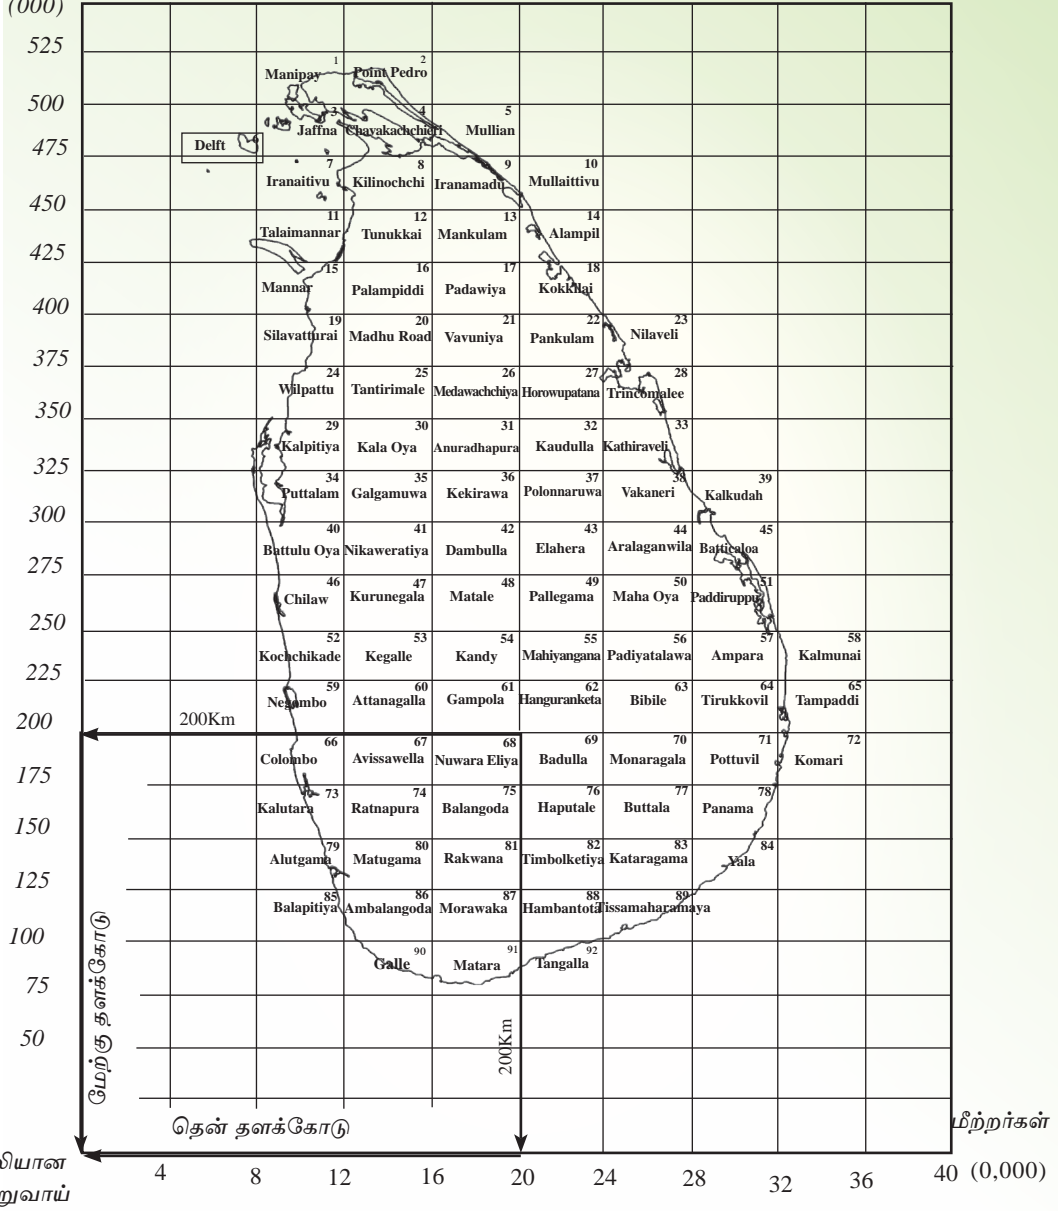 (000)
525
1 2
Manipay Point Pedro
500
3 4 5
Jaffna Chavakachchieri Mullian
Delft 6
475
7 8 9 10
Iranaitivu Kilinochchi Iranamadu Mullaittivu
450
11 12 13 14
Talaimannar Tunukkai Mankulam Alampil
425
15 16 17 18
Mannar Palampiddi Padawiya Kokkilai
400
19 20 21 22 23
Silavatturai Madhu Road Vavuniya Pankulam Nilaveli
375
24 25 26 27 28
Wilpattu Tantirimale Medawachchiya Horowupatana Trincomalee
350
29 30 31 32 33
Kalpitiya Kala Oya Anuradhapura Kaudulla Kathiraveli
325
34 35 36 37 38 39
Puttalam Galgamuwa Kekirawa Polonnaruwa Vakaneri Kalkudah
300
40 41 42 43 44 45
Battulu Oya Nikaweratiya Dambulla Elahera Aralaganwila Batticaloa
275
46 47 48 49 50 51
Chilaw Kurunegala Matale Pallegama Maha Oya Paddiruppu
250
52 53 54 55 56 57 58
Kochchikade Kegalle Kandy Mahiyangana Padiyatalawa Ampara Kalmunai
225
59 60 61 62 63 64 65
Negombo Attanagalla Gampola Hanguranketa Bibile Tirukkovil Tampaddi
200
200Km
66 67 68 69 70 71 72
Colombo Avissawella Nuwara Eliya Badulla Monaragala Pottuvil Komari
175
73 74 75 76 77 78
Kalutara Ratnapura Balangoda Haputale Buttala Panama
150
79 80 81 82 83 84
Alutgama Matugama Rakwana Timbolketiya Kataragama Yala
125
85 86 87 88 89
Balapitiya Ambalangoda Morawaka Hambantota Tissamaharamaya
100
90 91 92
Galle Matara Tangalla
75
50
மேற்கு தளக்கோடு
200Km
தென் தளக்கோடு
மீற்றர்கள்
4 8 12 16 20 24 28 32 36 40 (0,000)